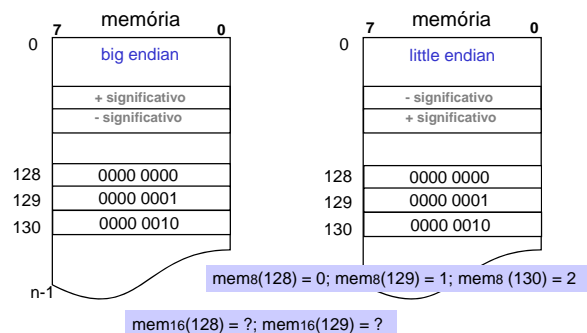 memória
7 0
0
big endian
+ significativo
- significativo
128 0000 0000
129 0000 0001
130 0000 0010
n-1
memória
7 0
0
little endian
- significativo
+ significativo
128 0000 0000
129 0000 0001
130 0000 0010
mem8(128) = 0; mem8(129) = 1; mem8 (130) = 2
mem16(128) = ?; mem16(129) = ?